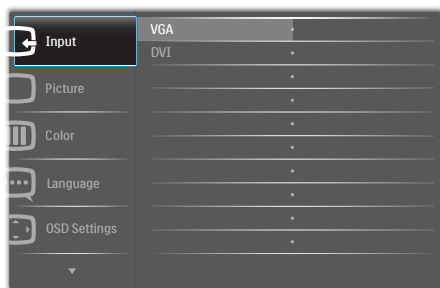 Input
VGA
DVI
Picture
Color
Language
OSD Settings